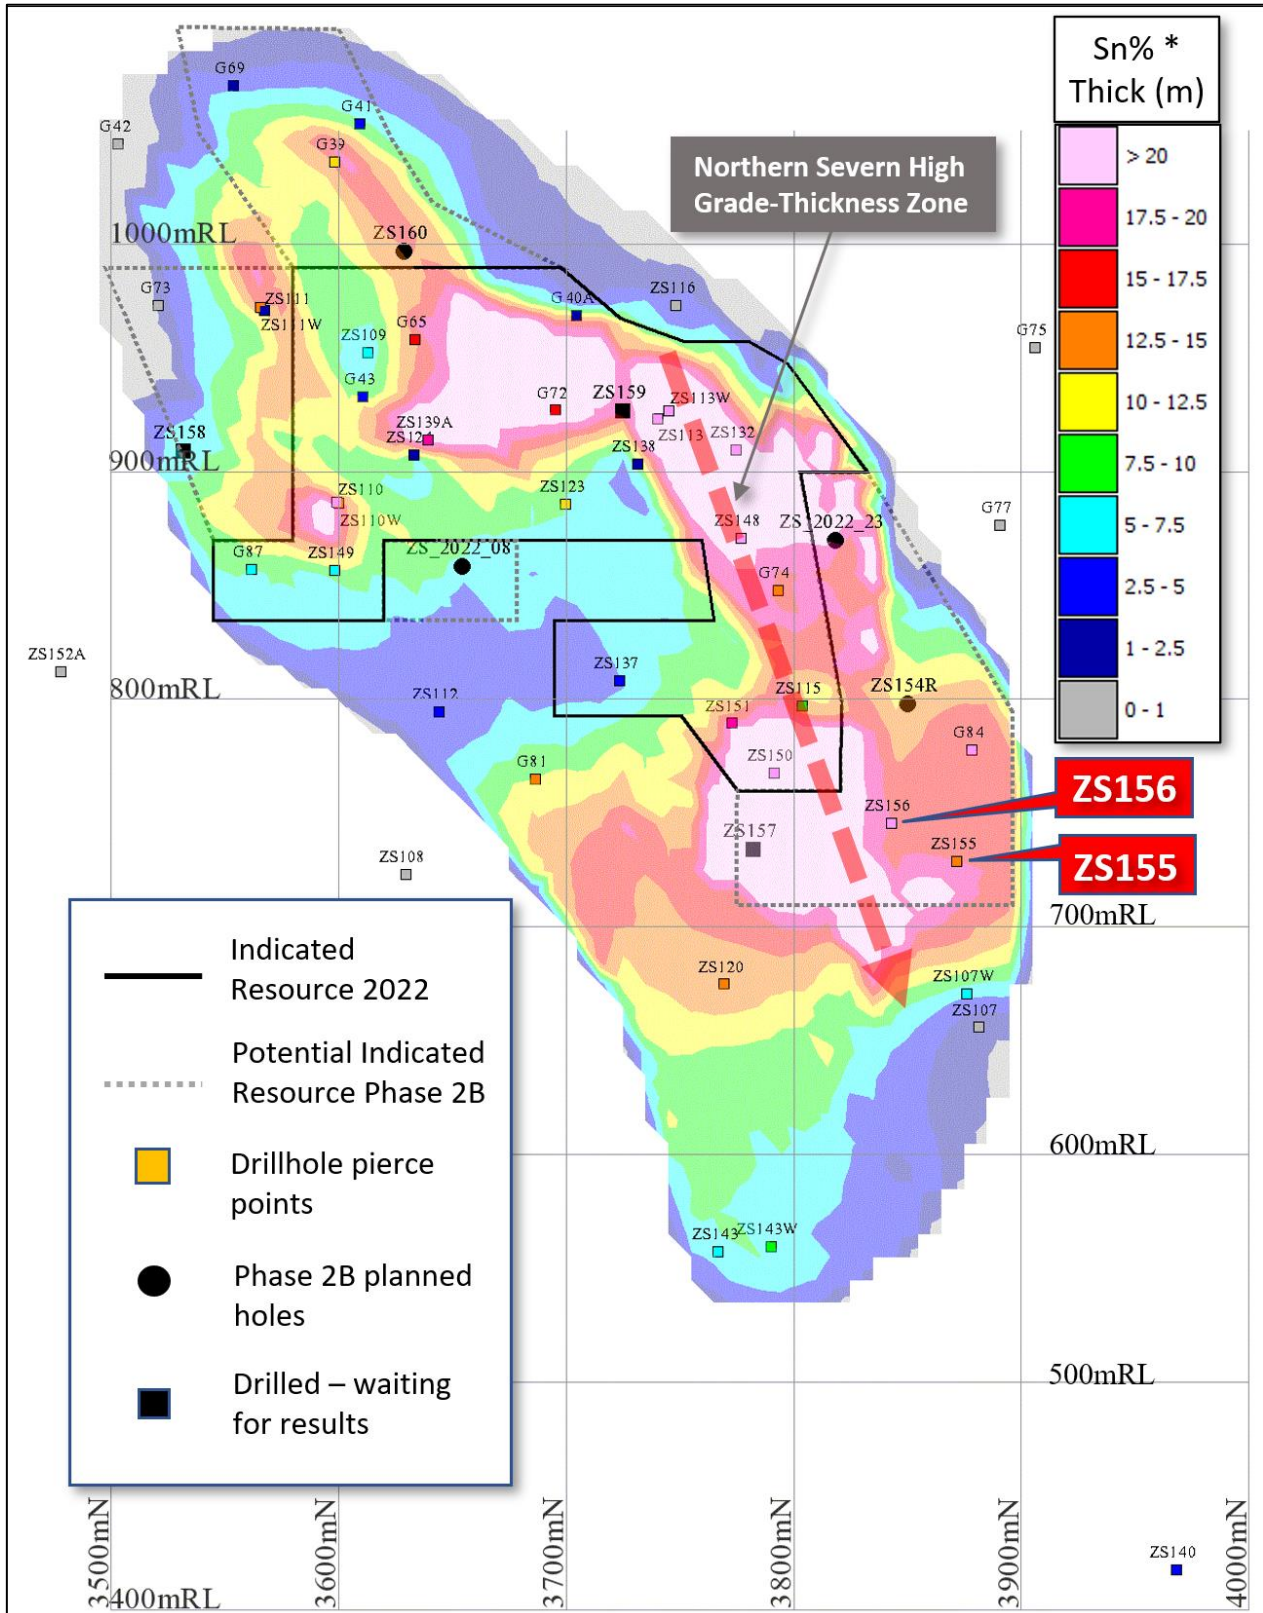 Sn% *
Thick (m)
> 20
17.5 - 20
15 - 17.5
12.5 - 15
10 - 12.5
7.5 - 10
5 - 7.5
2.5 - 5
1 - 2.5
0 - 1
Northern Severn High
Grade-Thickness Zone
G69
G41
G42
G39
1000mRL
ZS160
G73
ZS111
ZS111W
G40A
ZS116
G75
ZS109
G65
G43
ZS158
ZS139A
G72
ZS159
ZS113W
ZS113
ZS132
ZS138
900mRL
ZS110
ZS110W
ZS123
ZS148
ZS_2022_23
G77
G87
ZS149
ZS_2022_08
G74
ZS152A
ZS137
800mRL
ZS112
ZS151
ZS115
ZS154R
G84
G81
ZS150
ZS156
ZS156
ZS157
ZS155
ZS155
ZS108
700mRL
ZS120
ZS107W
ZS107
600mRL
ZS143
ZS143W
500mRL
ZS140
400mRL
Indicated
Resource 2022
Potential Indicated
Resource Phase 2B
Drillhole pierce
points
Phase 2B planned
holes
Drilled – waiting
for results
3500mN
3600mN
3700mN
3800mN
3900mN
4000mN